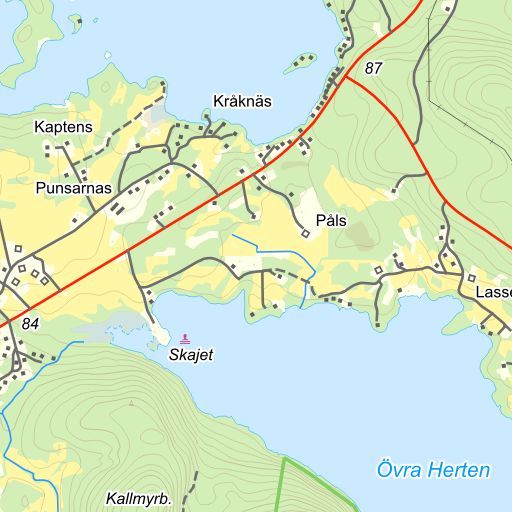 87
Kråknäs
Kaptens
Punsarnas
Påls
Lasse
84
Skajet
Övra Herten
Kallmyrb.